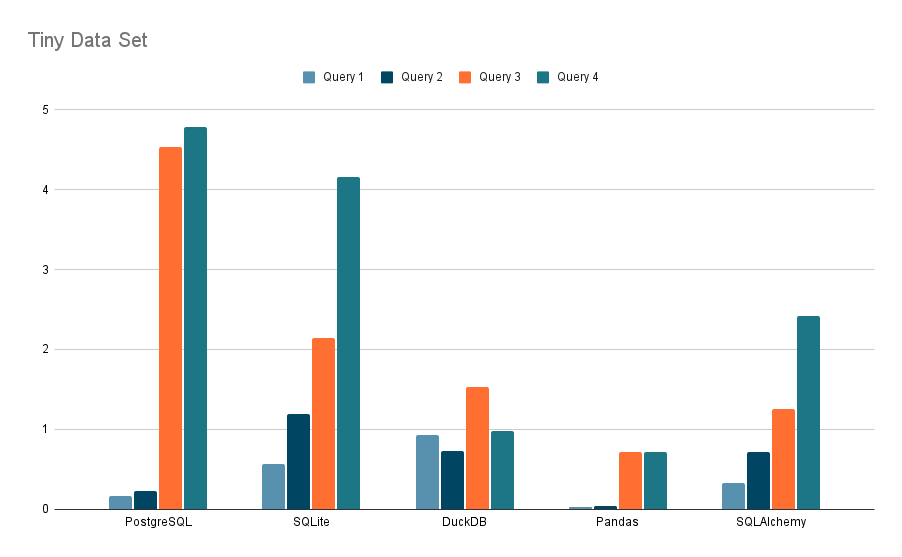 Tiny Data Set
Query 1 Query 2 Query 3 Query 4
5
4
3
2
1
0
PostgreSQL SQLite DuckDB Pandas SQLAlchemy